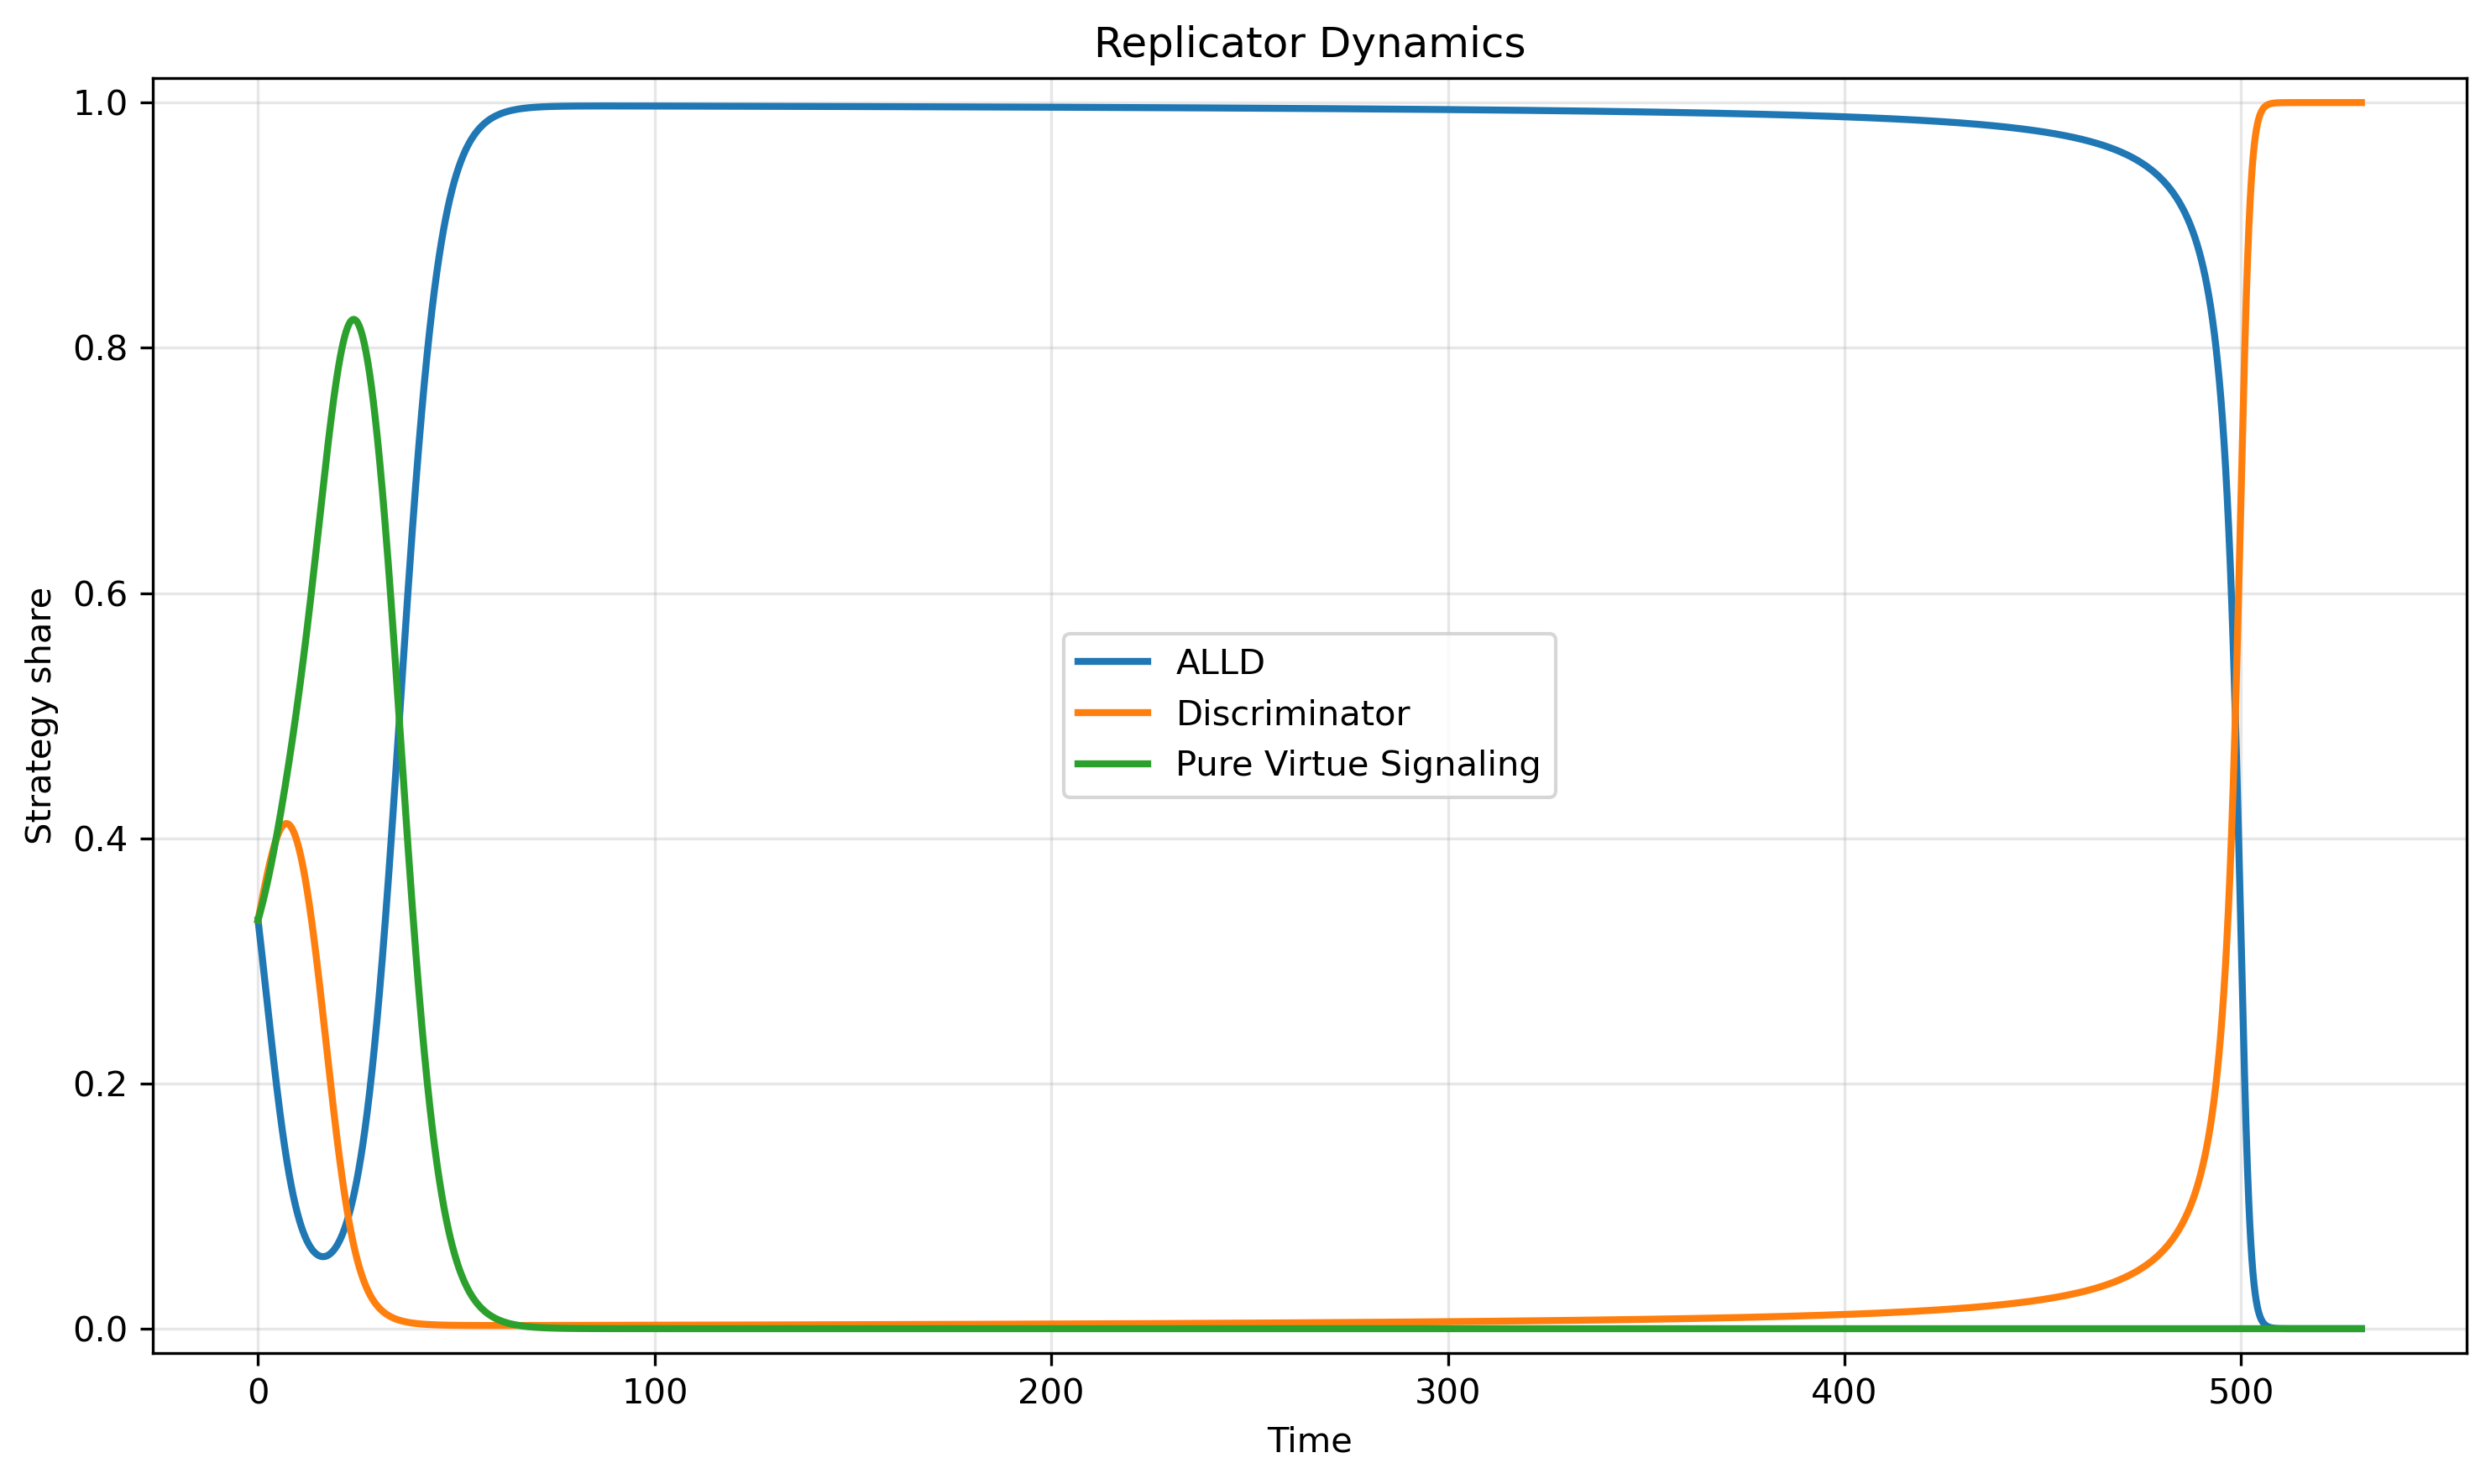 Replicator Dynamics
Strategy share
1.0
0.8
0.6
0.4
0.2
0.0
ALLD
Discriminator
Pure Virtue Signaling
0 100 200 300 400 500
Time